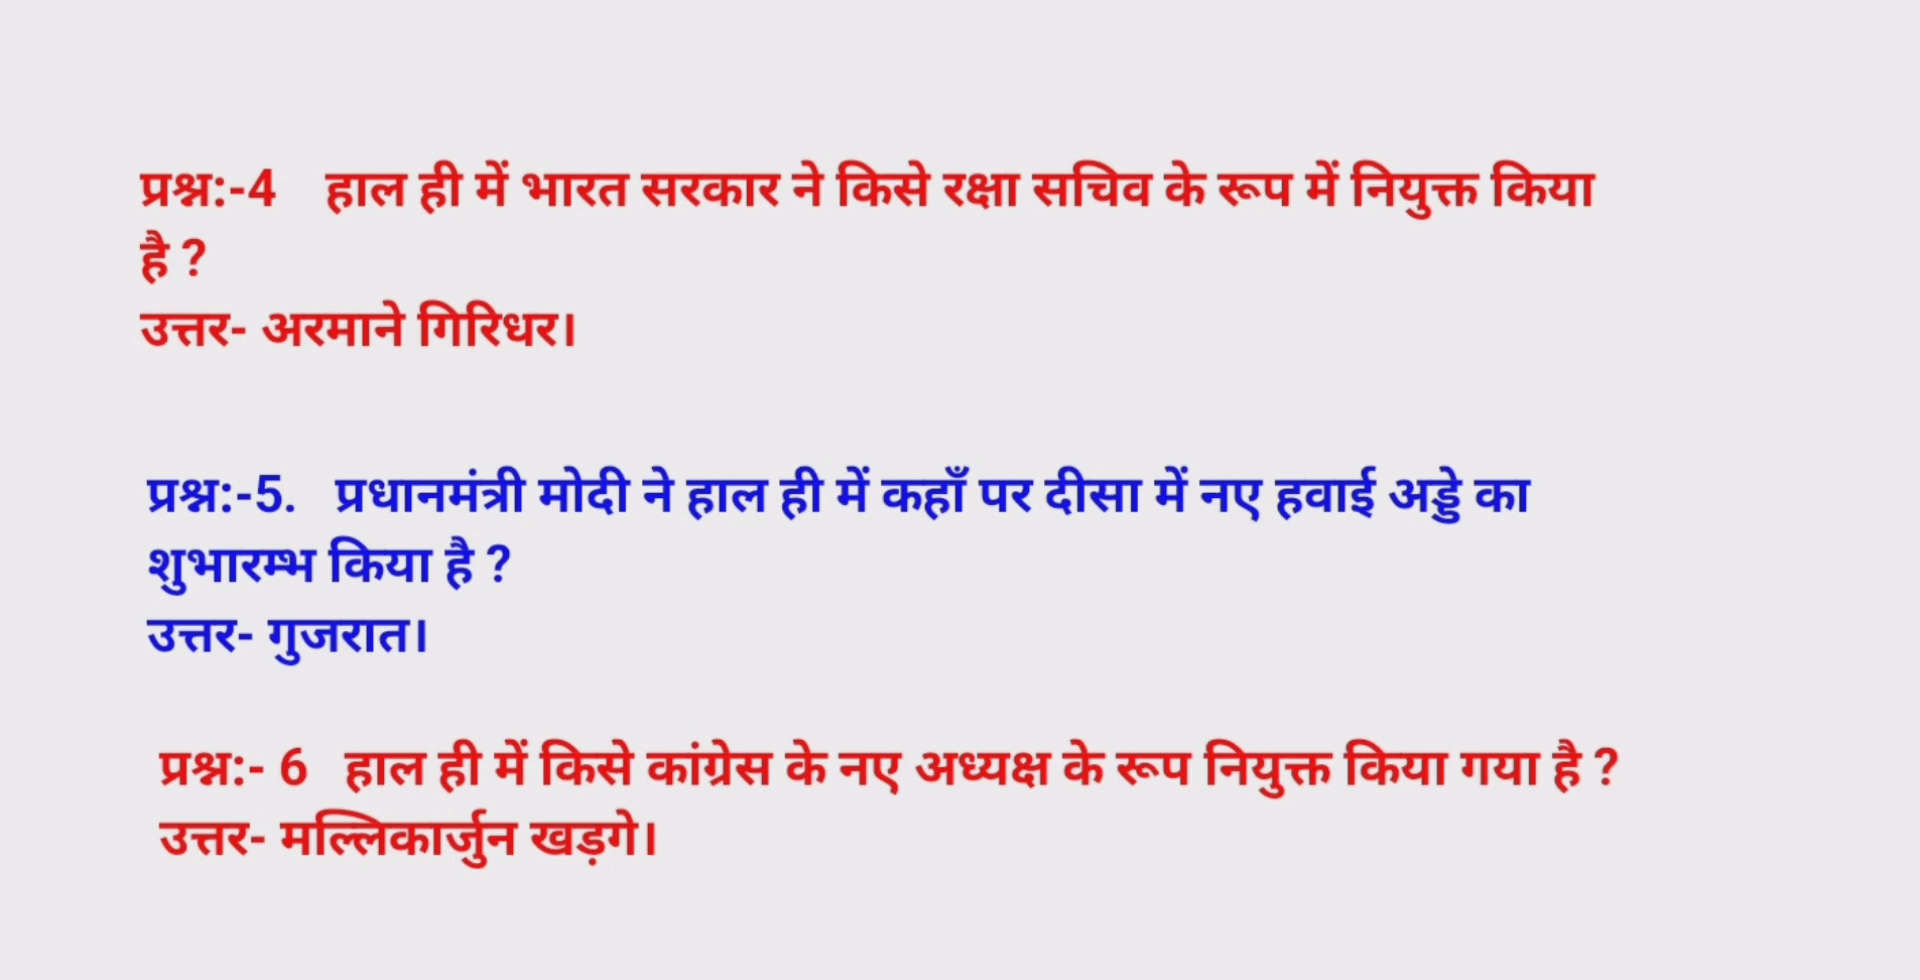 प्रश्न:-4 हाल ही में भारत सरकार ने किसे रक्षा सचिव के रूप में नियुक्त किया
है ?
उत्तर- अरमाने गिरिधर।
प्रश्न:-5. प्रधानमंत्री मोदी ने हाल ही में कहाँ पर दीसा में नए हवाई अड्डे का
शुभारम्भ किया है ?
उत्तर- गुजरात।
प्रश्न:- 6 हाल ही में किसे कांग्रेस के नए अध्यक्ष के रूप नियुक्त किया गया है ?
उत्तर- मल्लिकार्जुन खड़गे।